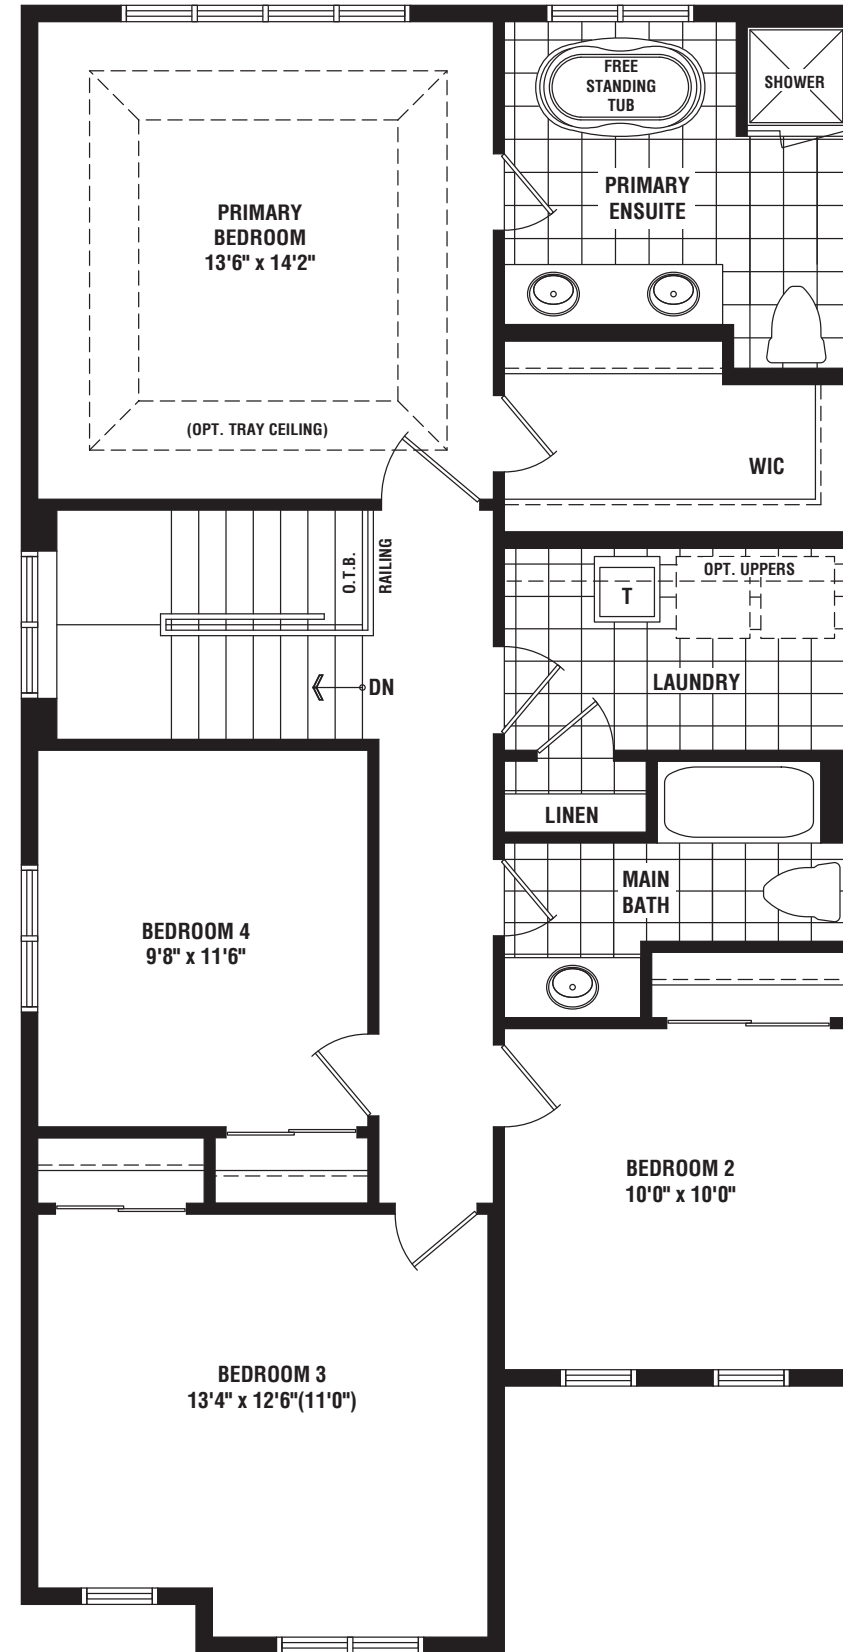 FREE
STANDING
TUB
SHOWER
PRIMARY
ENSUITE
PRIMARY
BEDROOM
13'6" x 14'2"
(OPT. TRAY CEILING)
WIC
O.T.B.
RAILING
OPT. UPPERS
T
DN
LAUNDRY
LINEN
MAIN
BATH
BEDROOM 4
9'8" x 11'6"
BEDROOM 2
10'0" x 10'0"
BEDROOM 3
13'4" x 12'6"(11'0")